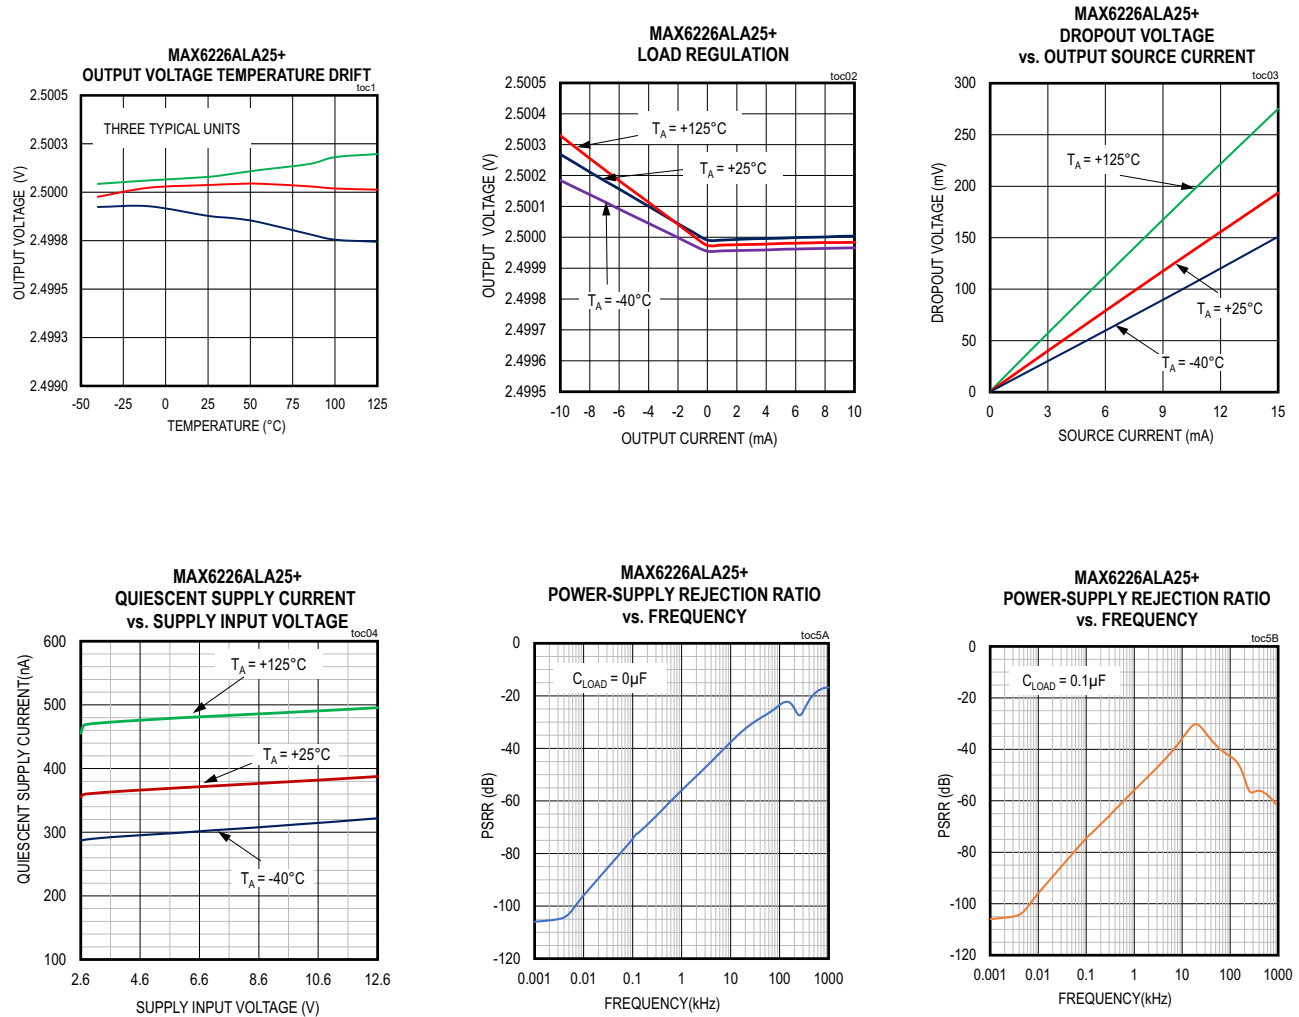 MAX6226ALA25+
OUTPUT VOLTAGE TEMPERATURE DRIFT
toc1
2.5005
2.5003
2.5000
2.4998
2.4995
2.4993
2.4990
OUTPUT VOLTAGE (V)
THREE TYPICAL UNITS
-50 -25 0 25 50 75 100 125
TEMPERATURE (°C)
MAX6226ALA25+
LOAD REGULATION
toc02
2.5005
2.5004
2.5003
2.5002
2.5001
2.5000
2.4999
2.4998
2.4997
2.4996
2.4995
OUTPUT VOLTAGE (V)
TA = +125°C
TA = +25°C
TA = -40°C
-10 -8 -6 -4 -2 0 2 4 6 8 10
OUTPUT CURRENT (mA)
MAX6226ALA25+
DROPOUT VOLTAGE
vs. OUTPUT SOURCE CURRENT
toc03
300
250
200
150
100
50
0
DROPOUT VOLTAGE (mV)
TA = +125°C
TA = +25°C
TA = -40°C
0 3 6 9 12 15
SOURCE CURRENT (mA)
MAX6226ALA25+
QUIESCENT SUPPLY CURRENT
vs. SUPPLY INPUT VOLTAGE
toc04
600
500
400
300
200
100
QUIESCENT SUPPLY CURRENT(nA)
TA = +125°C
TA = +25°C
TA = -40°C
2.6 4.6 6.6 8.6 10.6 12.6
SUPPLY INPUT VOLTAGE (V)
MAX6226ALA25+
POWER-SUPPLY REJECTION RATIO
vs. FREQUENCY
toc5A
0
-20
-40
-60
-80
-100
-120
PSRR (dB)
CLOAD = 0µF
0.001 0.01 0.1 1 10 100 1000
FREQUENCY(kHz)
MAX6226ALA25+
POWER-SUPPLY REJECTION RATIO
vs. FREQUENCY
toc5B
0
-20
-40
-60
-80
-100
-120
PSRR (dB)
CLOAD = 0.1µF
0.001 0.01 0.1 1 10 100 1000
FREQUENCY(kHz)